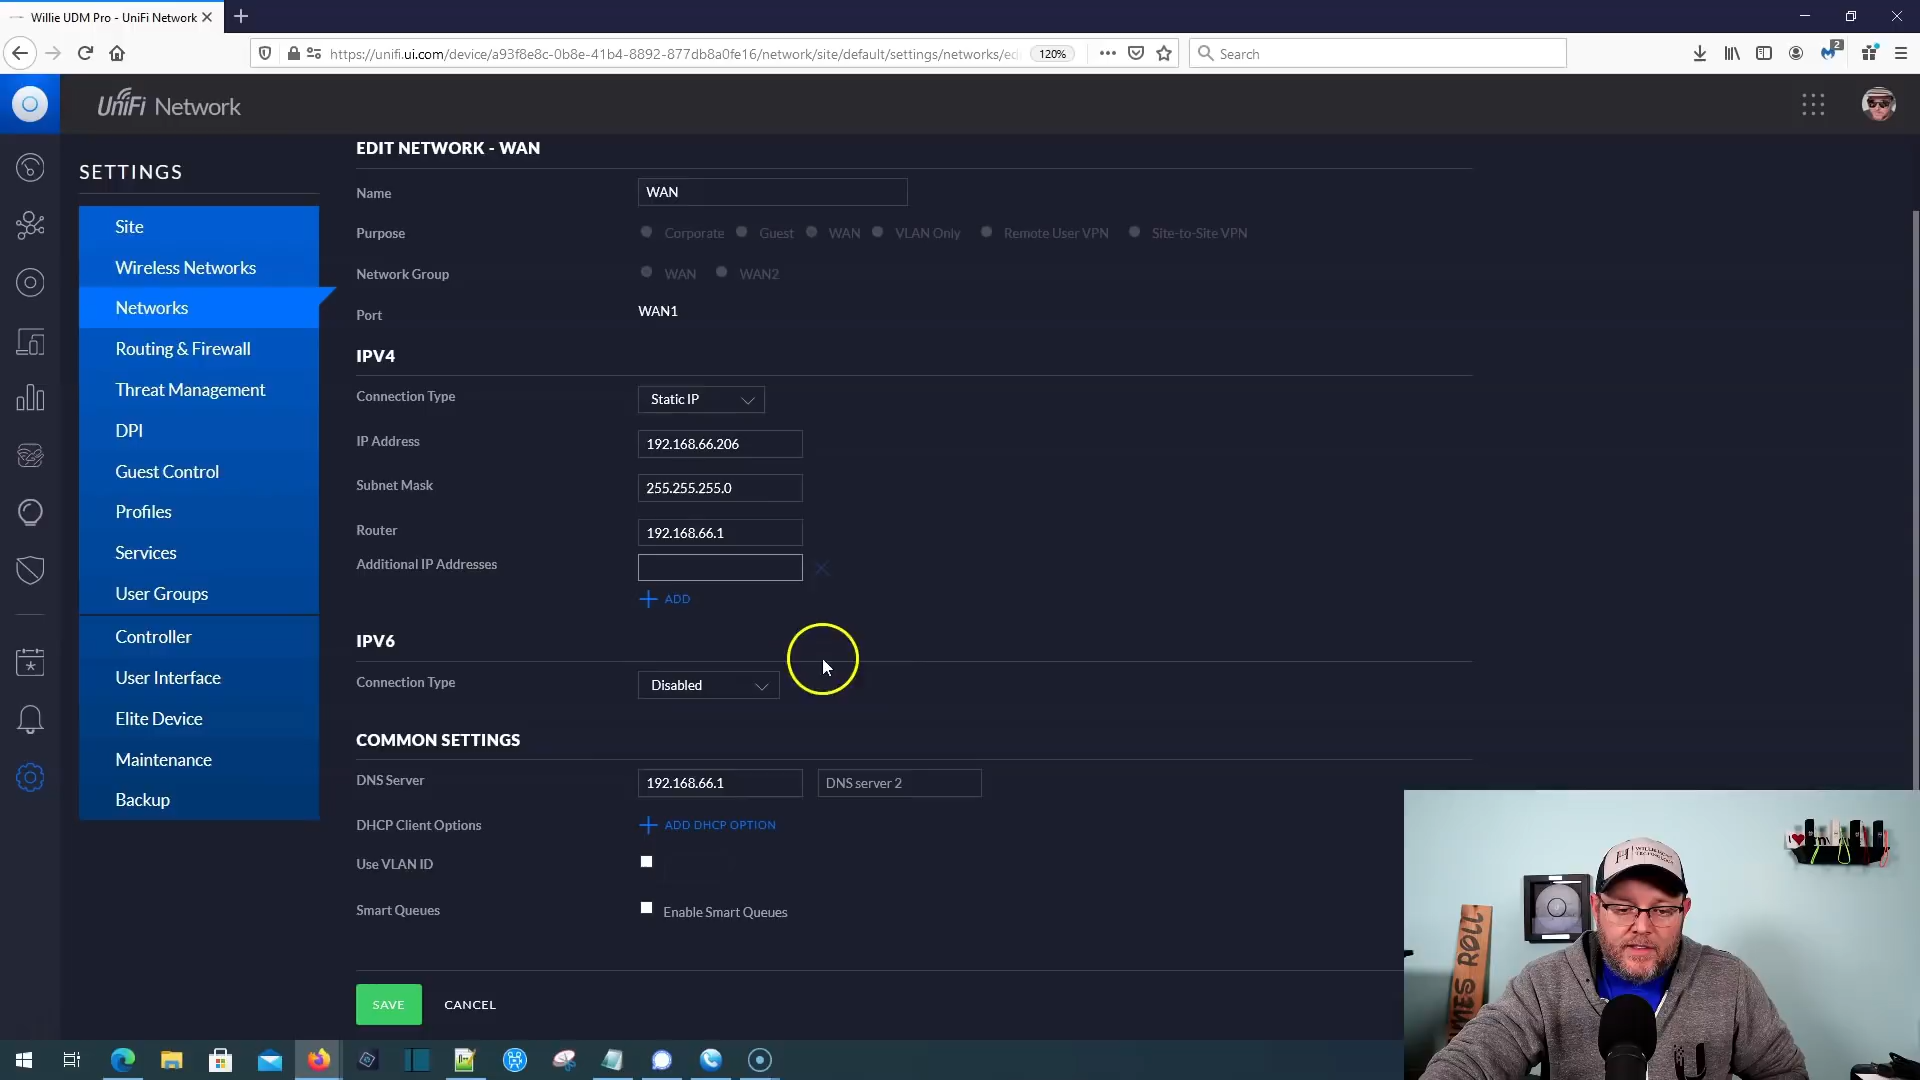 Willie UDM Pro - UniFi Network
https://unifi.ui.com/device/a93f8e8c-0b8e-41b4-8892-877db8a0fe16/network/site/default/settings/networks/ed
120%
Search
2
UniFi Network
SETTINGS
Site
Wireless Networks
Networks
Routing & Firewall
Threat Management
DPI
Guest Control
Profiles
Services
User Groups
Controller
User Interface
Elite Device
Maintenance
Backup
EDIT NETWORK - WAN
Name WAN
Purpose Corporate Guest WAN VLAN Only Remote User VPN Site-to-Site VPN
Network Group WAN WAN2
Port WAN1
IPV4
Connection Type Static IP
IP Address 192.168.66.206
Subnet Mask 255.255.255.0
Router 192.168.66.1
Additional IP Addresses
ADD
IPV6
Connection Type Disabled
COMMON SETTINGS
DNS Server 192.168.66.1 DNS server 2
DHCP Client Options ADD DHCP OPTION
Use VLAN ID
Smart Queues Enable Smart Queues
SAVE CANCEL
MES ROLL